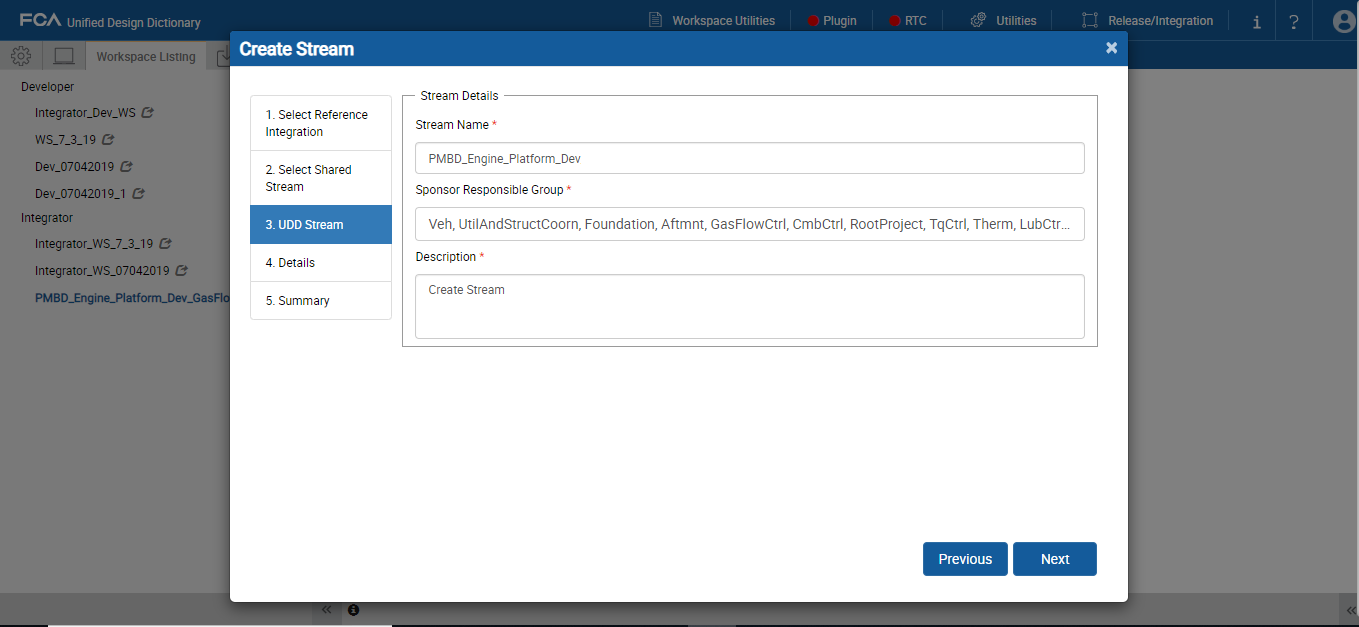 FCA Unified Design Dictionary
Workspace Utilities
Plugin
RTC
Utilities
Release/Integration
i
?
Workspace Listing
Developer
Integrator_Dev_WS
WS_7_3_19
Dev_07042019
Dev_07042019_1
Integrator
Integrator_WS_7_3_19
Integrator_WS_07042019
PMBD_Engine_Platform_Dev_GasFlo
Create Stream
×
1. Select Reference
Integration
2. Select Shared
Stream
3. UDD Stream
4. Details
5. Summary
Stream Details
Stream Name *
PMBD_Engine_Platform_Dev
Sponsor Responsible Group *
Veh, UtilAndStructCoorn, Foundation, Aftmnt, GasFlowCtrl, CmbCtrl, RootProject, TqCtrl, Therm, LubCtr...
Description *
Create Stream
Previous
Next
«
i
«